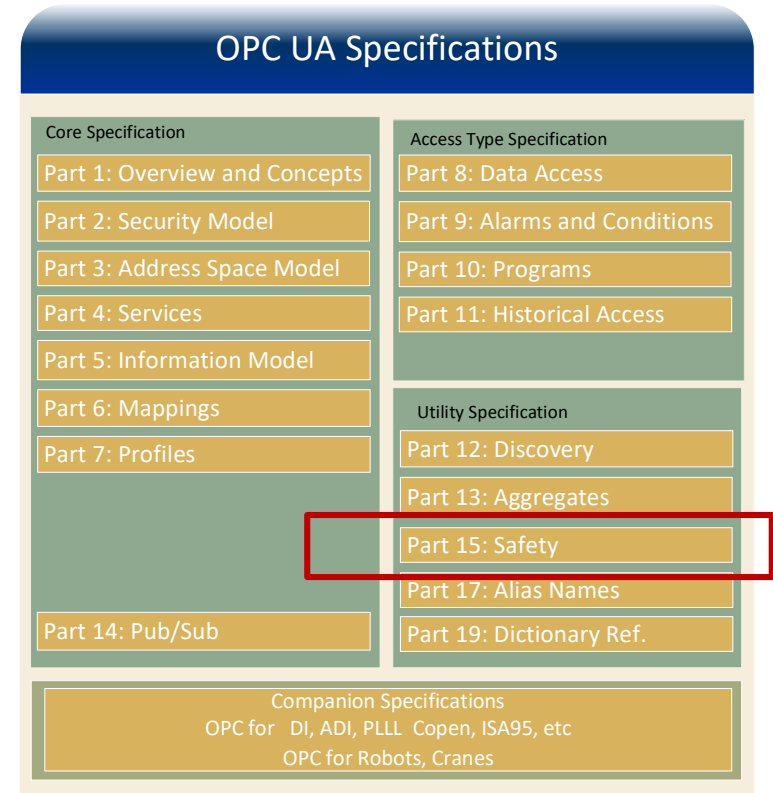 OPC UA Specifications
Core Specification
Part 1: Overview and Concepts
Part 2: Security Model
Part 3: Address Space Model
Part 4: Services
Part 5: Information Model
Part 6: Mappings
Part 7: Profiles
Part 14: Pub/Sub
Access Type Specification
Part 8: Data Access
Part 9: Alarms and Conditions
Part 10: Programs
Part 11: Historical Access
Utility Specification
Part 12: Discovery
Part 13: Aggregates
Part 15: Safety
Part 17: Alias Names
Part 19: Dictionary Ref.
Companion Specifications
OPC for DI, ADI, PLLL Copen, ISA95, etc
OPC for Robots, Cranes